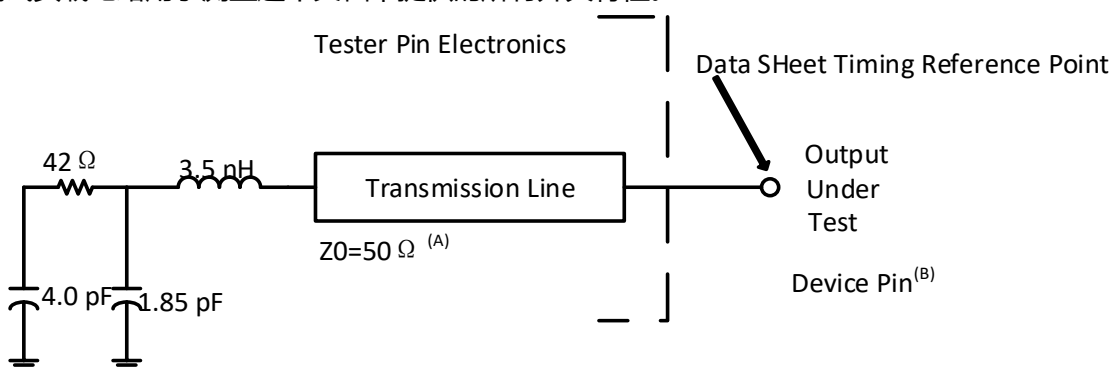 Tester Pin Electronics
Data SHeet Timing Reference Point
42 Ω
3.5 nH
Transmission Line
Output
Under
Test
Z0=50 Ω (A)
Device Pin(B)
4.0 pF
1.85 pF